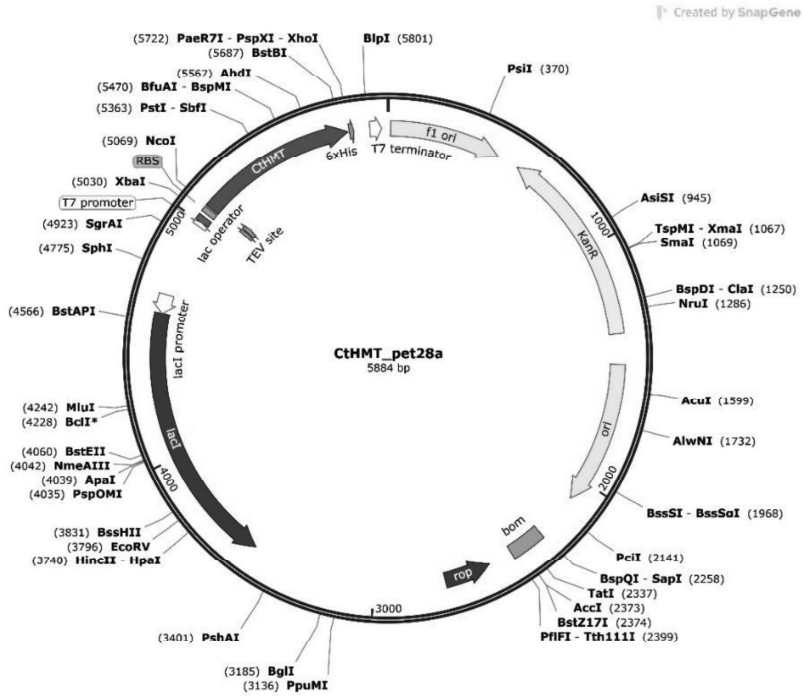 Created by SnapGene
(5722) PaeR7I - PspXI - XhoI
(5687) BstBI
(5567) AhdI
(5470) BfuAI - BspMI
(5363) PstI - SbfI
(5069) NcoI
RBS
(5030) XbaI
T7 promoter
(4923) SgrAI
(4775) SphI
(4566) BstAPI
(4242) MluI
(4228) BclI*
(4060) BstEII
(4042) NmeAIII
(4039) ApaI
(4035) PspOMI
(3831) BssHII
(3796) EcoRV
(3740) HincII - HpaI
(3401) PshAI
(3185) BglI
(3136) PpuMI
BlpI (5801)
PsiI (370)
AsiSI (945)
TspMI - XmaI (1067)
SmaI (1069)
BspDI - ClaI (1250)
NruI (1286)
AcuI (1599)
AlwNI (1732)
BssSI - BssSαI (1968)
PciI (2141)
BspQI - SapI (2258)
TatI (2337)
AccI (2373)
BstZ17I (2374)
PflFI - Tth111I (2399)
CtHMT
6xHis
T7 terminator
f1 ori
KanR
ori
bom
rop
lacI
lacI promoter
lac operator
TEV site
1000
2000
3000
4000
5000
CtHMT_pet28a
5884 bp